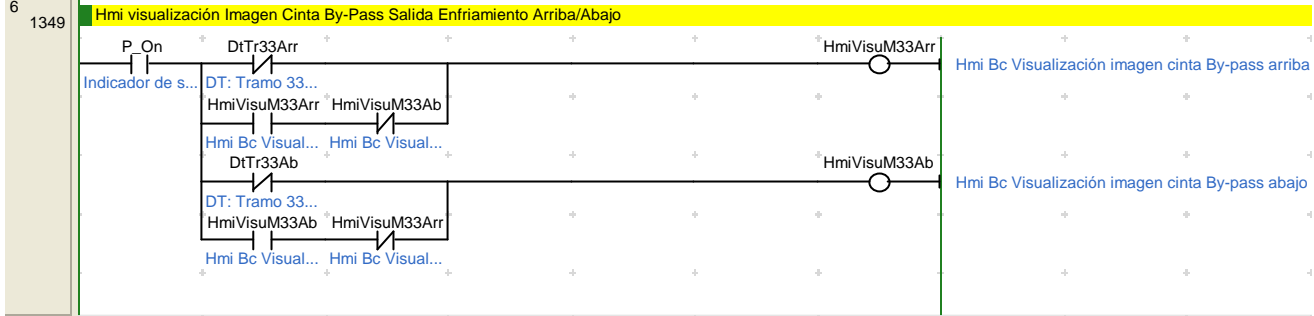 6
1349
Hmi visualización Imagen Cinta By-Pass Salida Enfriamiento Arriba/Abajo
P_On DtTr33Arr HmiVisuM33Arr
Indicador de s... DT: Tramo 33... Hmi Bc Visualización imagen cinta By-pass arriba
HmiVisuM33Arr HmiVisuM33Ab
Hmi Bc Visual... Hmi Bc Visual...
DtTr33Ab HmiVisuM33Ab
DT: Tramo 33... Hmi Bc Visualización imagen cinta By-pass abajo
HmiVisuM33Ab HmiVisuM33Arr
Hmi Bc Visual... Hmi Bc Visual...